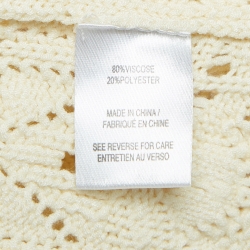 80%VISCOSE
20%POLYESTER
MADE IN CHINA /
FABRIQUÉ EN CHINE
SEE REVERSE FOR CARE
ENTRETIEN AU VERSO